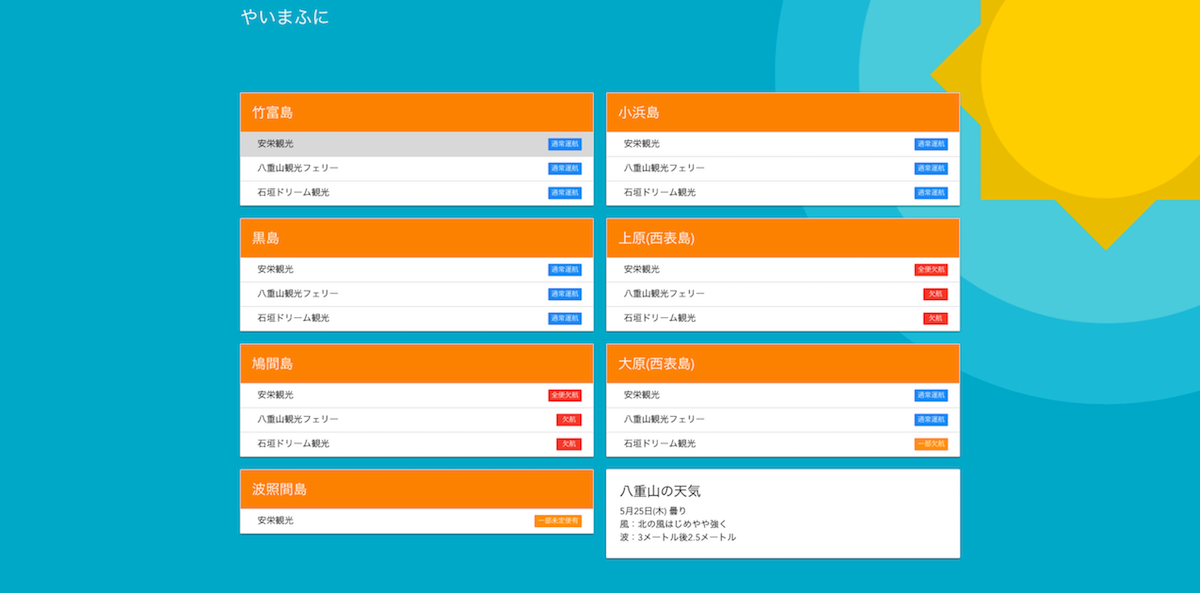 やいまふに
竹富島
安栄観光 通常運航
八重山観光フェリー 通常運航
石垣ドリーム観光 通常運航
小浜島
安栄観光 通常運航
八重山観光フェリー 通常運航
石垣ドリーム観光 通常運航
黒島
安栄観光 通常運航
八重山観光フェリー 通常運航
石垣ドリーム観光 通常運航
上原(西表島)
安栄観光 全便欠航
八重山観光フェリー 欠航
石垣ドリーム観光 欠航
鳩間島
安栄観光 全便欠航
八重山観光フェリー 欠航
石垣ドリーム観光 欠航
大原(西表島)
安栄観光 通常運航
八重山観光フェリー 通常運航
石垣ドリーム観光 一部欠航
波照間島
安栄観光 一部未定便有
八重山の天気
5月25日(木) 曇り
風：北の風はじめやや強く
波：3メートル後2.5メートル